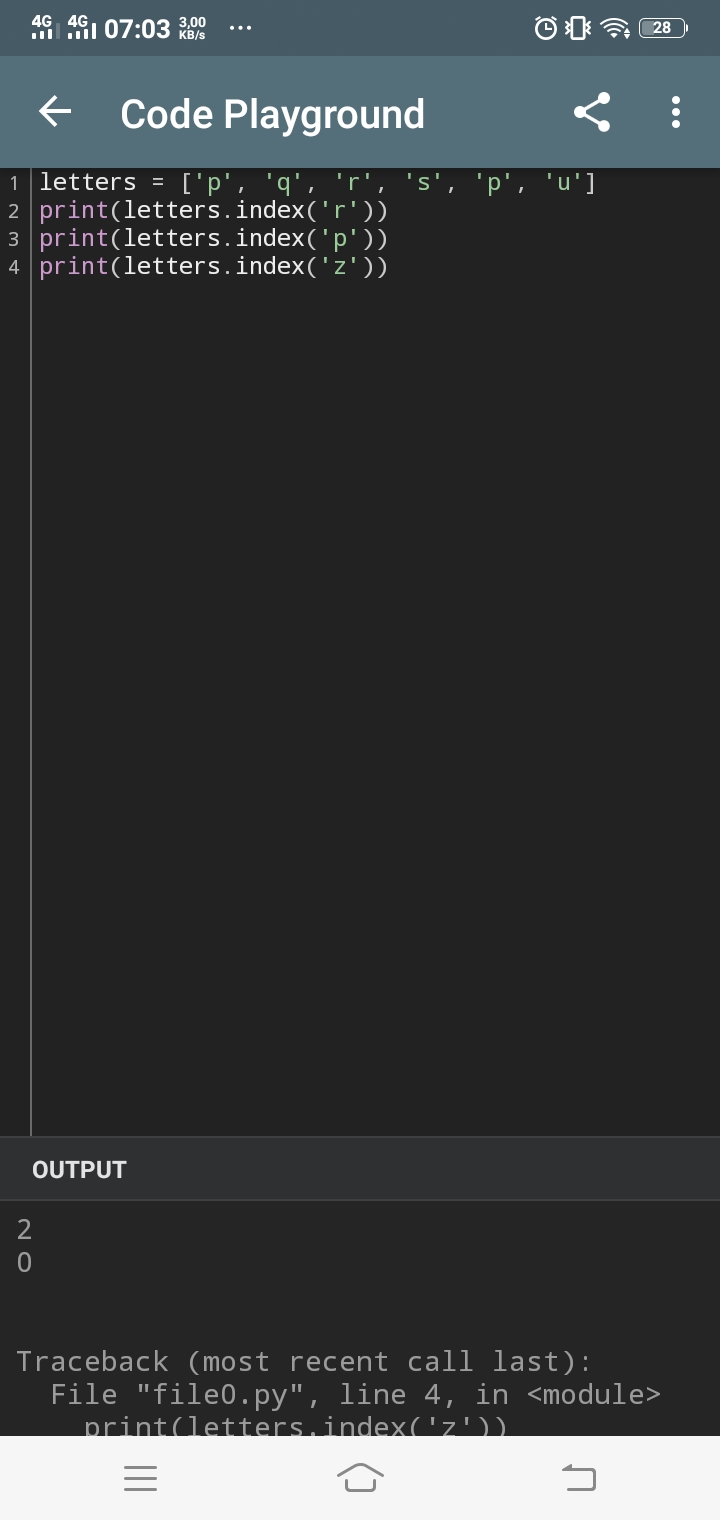 4G 4G 07:03 3,00 KB/s ... 28
Code Playground
1 letters = ['p', 'q', 'r', 's', 'p', 'u']
2 print(letters.index('r'))
3 print(letters.index('p'))
4 print(letters.index('z'))
OUTPUT
2
0
Traceback (most recent call last):
File "file0.py", line 4, in <module>
print(letters.index('z'))